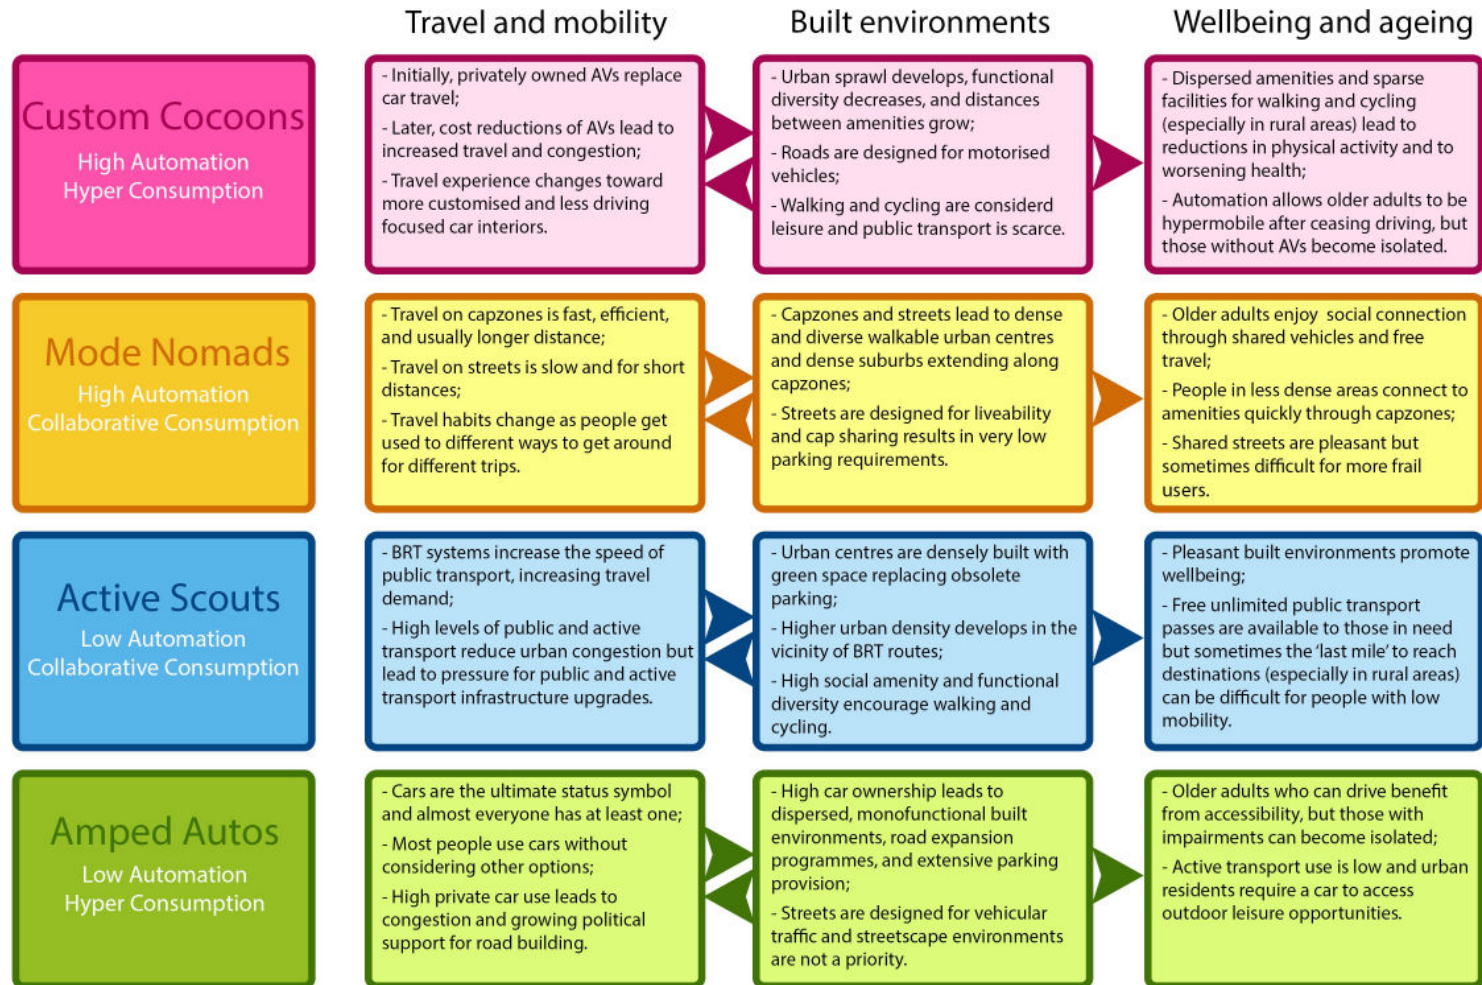 Travel and mobility
Built environments
Wellbeing and ageing
Custom Cocoons
High Automation
Hyper Consumption
- Initially, privately owned AVs replace
car travel;
- Later, cost reductions of AVs lead to
increased travel and congestion;
- Travel experience changes toward
more customised and less driving
focused car interiors.
- Urban sprawl develops, functional
diversity decreases, and distances
between amenities grow;
- Roads are designed for motorised
vehicles;
- Walking and cycling are considerd
leisure and public transport is scarce.
- Dispersed amenities and sparse
facilities for walking and cycling
(especially in rural areas) lead to
reductions in physical activity and to
worsening health;
- Automation allows older adults to be
hypermobile after ceasing driving, but
those without AVs become isolated.
Mode Nomads
High Automation
Collaborative Consumption
- Travel on capzones is fast, efficient,
and usually longer distance;
- Travel on streets is slow and for short
distances;
- Travel habits change as people get
used to different ways to get around
for different trips.
- Capzones and streets lead to dense
and diverse walkable urban centres
and dense suburbs extending along
capzones;
- Streets are designed for liveability
and cap sharing results in very low
parking requirements.
- Older adults enjoy social connection
through shared vehicles and free
travel;
- People in less dense areas connect to
amenities quickly through capzones;
- Shared streets are pleasant but
sometimes difficult for more frail
users.
Active Scouts
Low Automation
Collaborative Consumption
- BRT systems increase the speed of
public transport, increasing travel
demand;
- High levels of public and active
transport reduce urban congestion but
lead to pressure for public and active
transport infrastructure upgrades.
- Urban centres are densely built with
green space replacing obsolete
parking;
- Higher urban density develops in the
vicinity of BRT routes;
- High social amenity and functional
diversity encourage walking and
cycling.
- Pleasant built environments promote
wellbeing;
- Free unlimited public transport
passes are available to those in need
but sometimes the 'last mile' to reach
destinations (especially in rural areas)
can be difficult for people with low
mobility.
Amped Autos
Low Automation
Hyper Consumption
- Cars are the ultimate status symbol
and almost everyone has at least one;
- Most people use cars without
considering other options;
- High private car use leads to
congestion and growing political
support for road building.
- High car ownership leads to
dispersed, monofunctional built
environments, road expansion
programmes, and extensive parking
provision;
- Streets are designed for vehicular
traffic and streetscape environments
are not a priority.
- Older adults who can drive benefit
from accessibility, but those with
impairments can become isolated;
- Active transport use is low and urban
residents require a car to access
outdoor leisure opportunities.